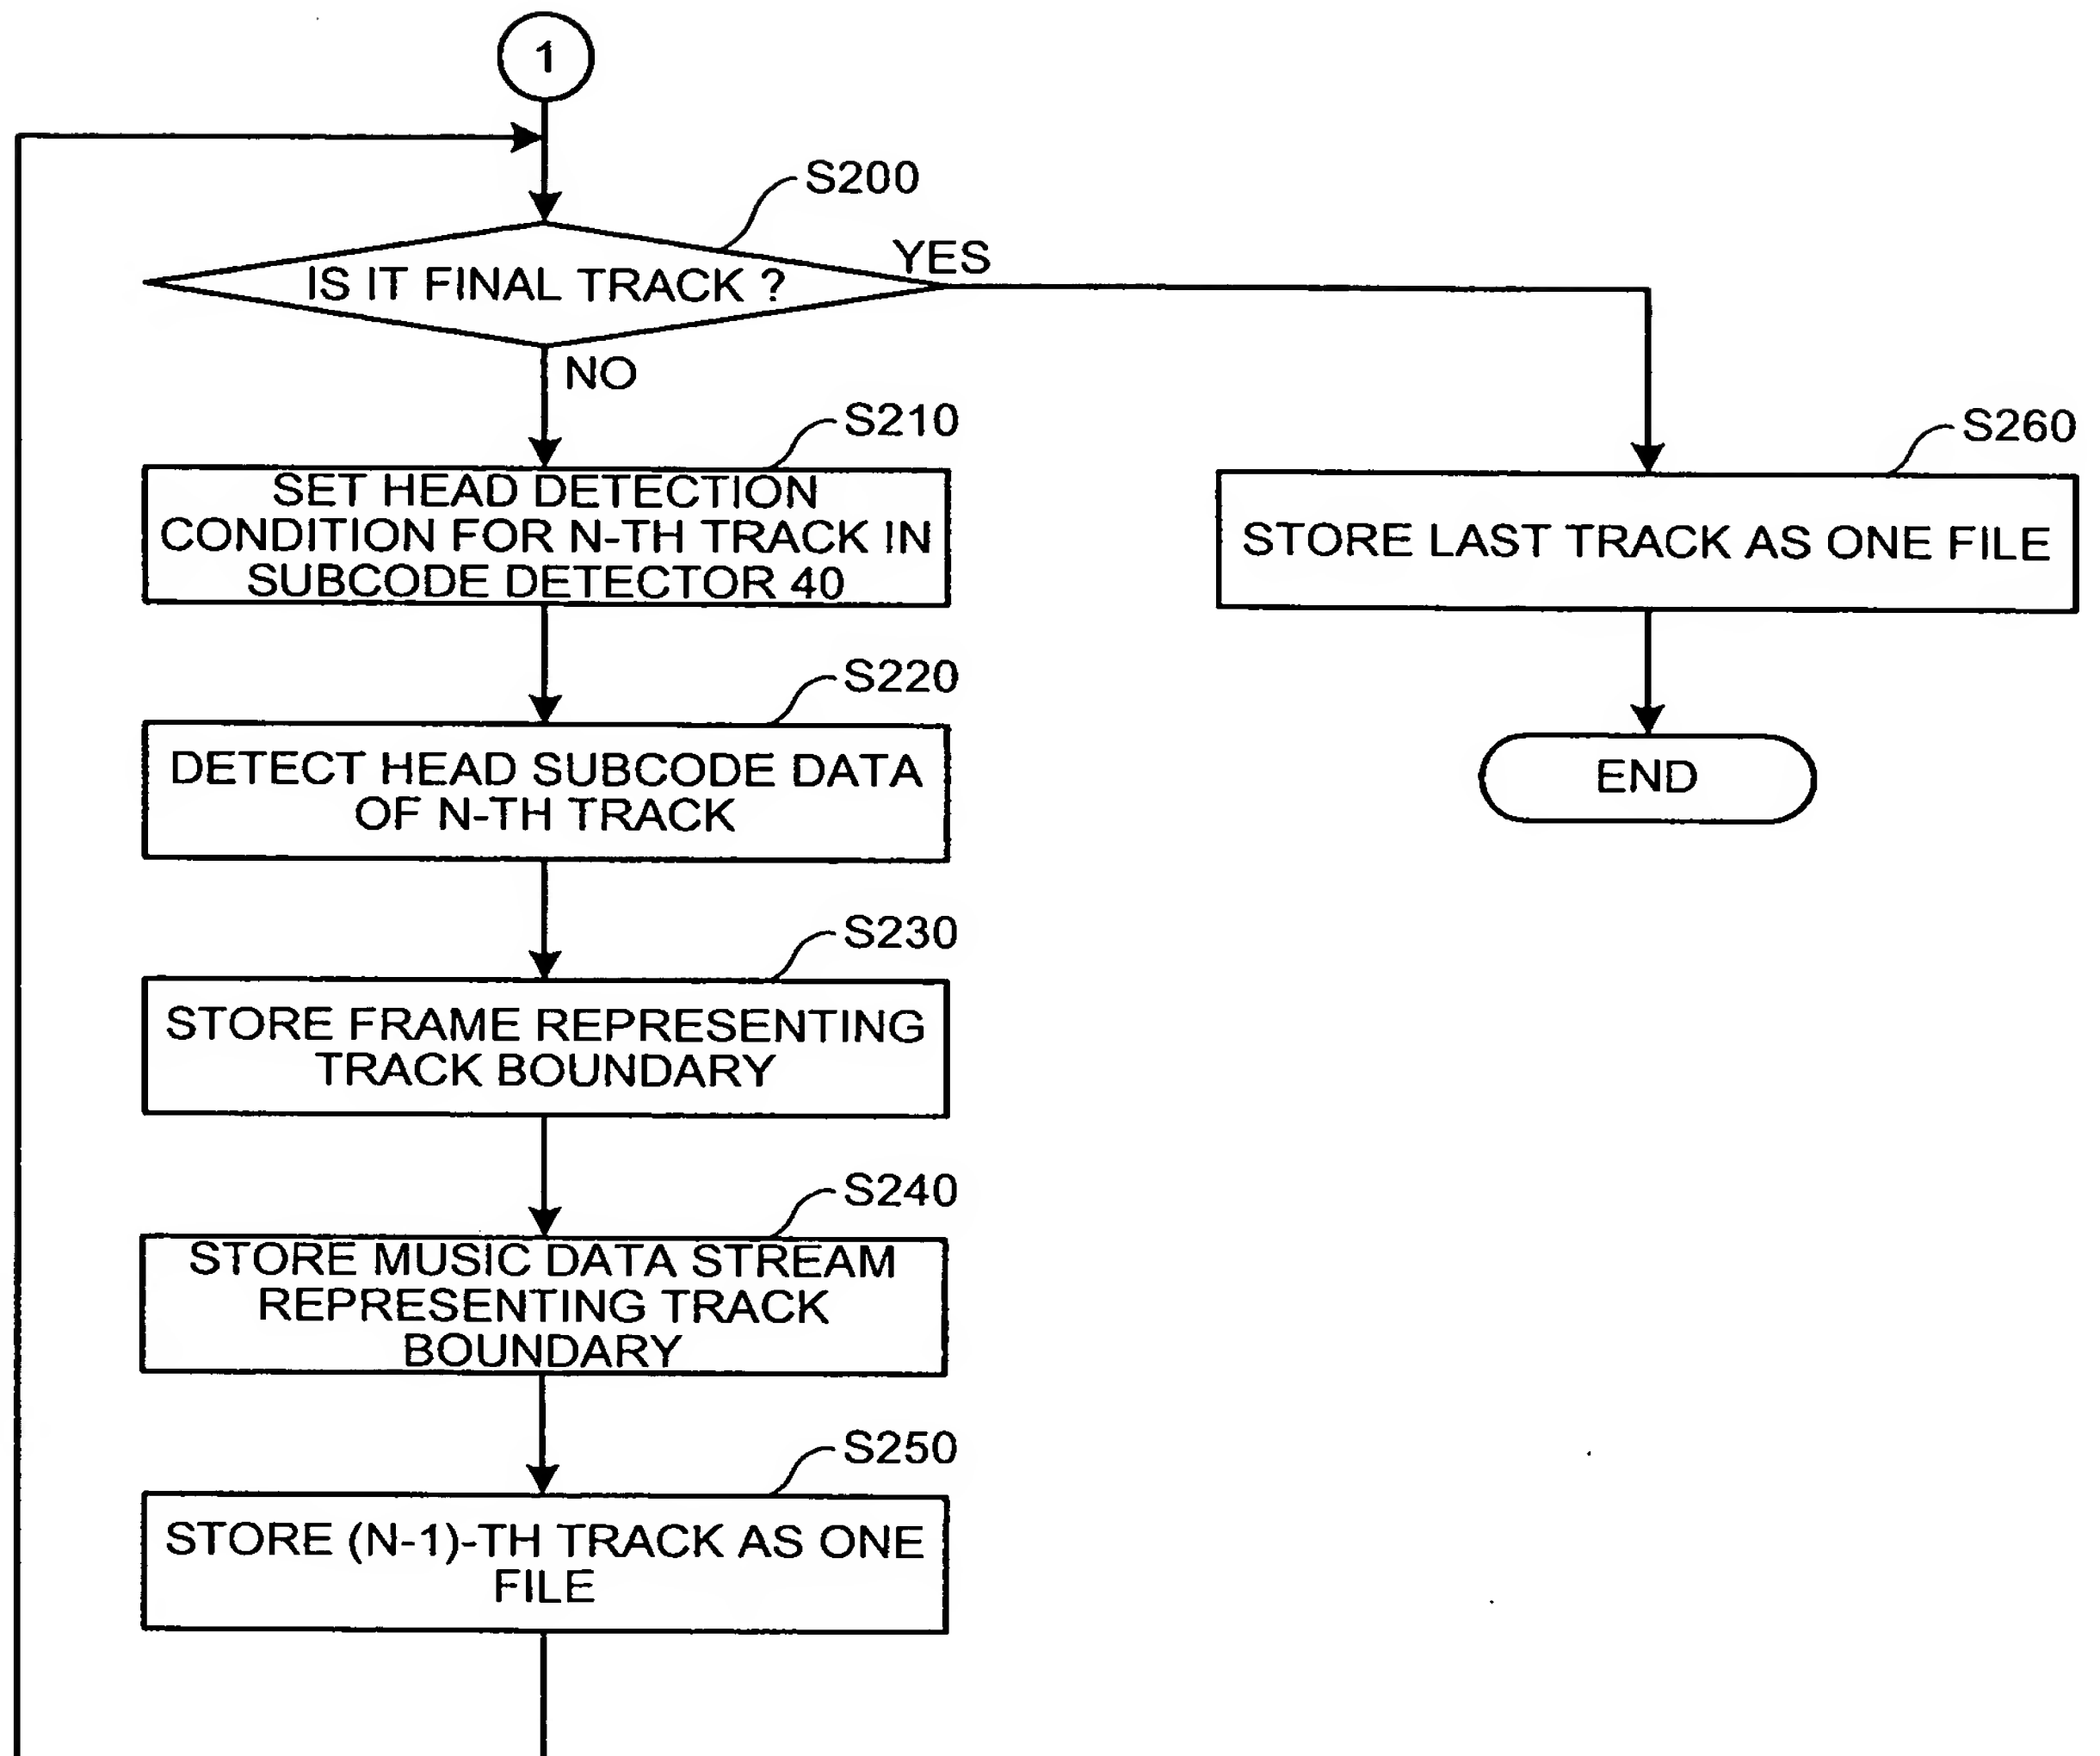 1
S200
IS IT FINAL TRACK ?
YES
NO
S210
SET HEAD DETECTION
CONDITION FOR N-TH TRACK IN
SUBCODE DETECTOR 40
S260
STORE LAST TRACK AS ONE FILE
S220
DETECT HEAD SUBCODE DATA
OF N-TH TRACK
END
S230
STORE FRAME REPRESENTING
TRACK BOUNDARY
S240
STORE MUSIC DATA STREAM
REPRESENTING TRACK
BOUNDARY
S250
STORE (N-1)-TH TRACK AS ONE
FILE